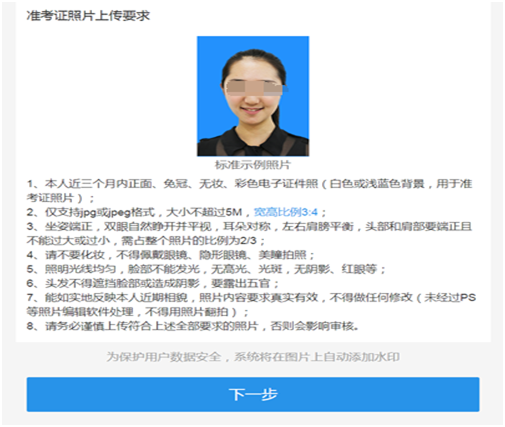 准考证照片上传要求
标准示例照片
1、本人近三个月内正面、免冠、无妆、彩色电子证件照（白色或浅蓝色背景，用于准
考证照片）；
2、仅支持jpg或jpeg格式，大小不超过5M，宽高比例3:4；
3、坐姿端正，双眼自然睁开并平视，耳朵对称，左右肩膀平衡，头部和肩部要端正且
不能过大或过小，需占整个照片的比例为2/3；
4、请不要化妆，不得佩戴眼镜、隐形眼镜、美瞳拍照；
5、照明光线均匀，脸部不能发光，无高光、光斑，无阴影、红眼等；
6、头发不得遮挡脸部或造成阴影，要露出五官；
7、能如实地反映本人近期相貌，照片内容要求真实有效，不得做任何修改（未经过PS
等照片编辑软件处理，不得用照片翻拍）；
8、请务必谨慎上传符合上述全部要求的照片，否则会影响审核。
为保护用户数据安全，系统将在图片上自动添加水印
下一步